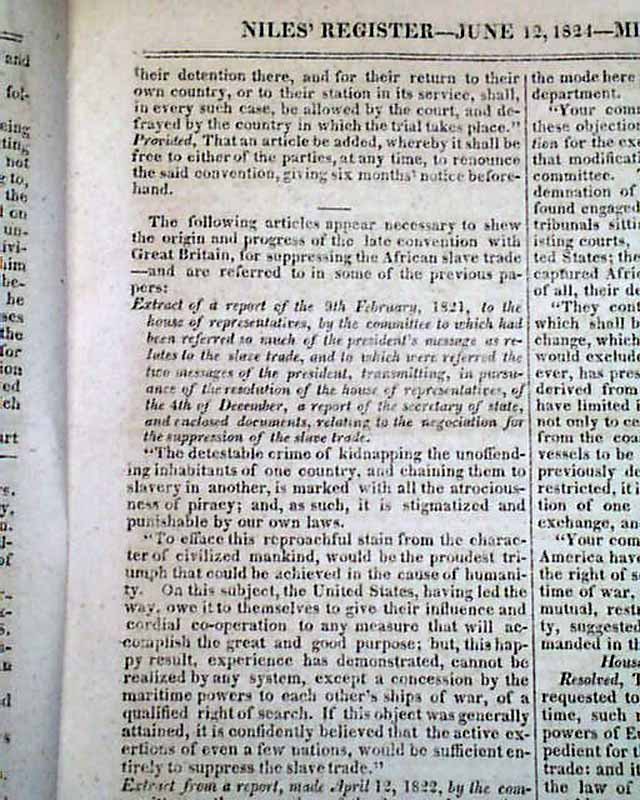 NILES' REGISTER—JUNE 12, 1824—MI
their detention there, and for their return to their
own country, or to their station in its service, shall,
in every such case, be allowed by the court, and de-
frayed by the country in which the trial takes place."
Provided, That an article be added, whereby it shall be
free to either of the parties, at any time, to renounce
the said convention, giving six months' notice before-
hand.
The following articles appear necessary to shew
the origin and progress of the late convention with
Great Britain, for suppressing the African slave trade
—and are referred to in some of the previous pa-
pers:
Extract of a report of the 9th February, 1821, to the
house of representatives, by the committee to which had
been referred so much of the president's message as re-
lates to the slave trade, and to which were referred the
two messages of the president, transmitting, in pursu-
ance of the resolution of the house of representatives, of
the 4th of December, a report of the secretary of state,
and enclosed documents, relating to the negociation for
the suppression of the slave trade.
"The detestable crime of kidnapping the unoffend-
ing inhabitants of one country, and chaining them to
slavery in another, is marked with all the atrocious-
ness of piracy; and, as such, it is stigmatized and
punishable by our own laws.
"To efface this reproachful stain from the charac-
ter of civilized mankind, would be the proudest tri-
umph that could be achieved in the cause of humani-
ty. On this subject, the United States, having led the
way, owe it to themselves to give their influence and
cordial co-operation to any measure that will ac-
complish the great and good purpose; but, this hap-
py result, experience has demonstrated, cannot be
realized by any system, except a concession by the
maritime powers to each other's ships of war, of a
qualified right of search. If this object was generally
attained, it is confidently believed that the active ex-
ertions of even a few nations, would be sufficient en-
tirely to suppress the slave trade."
Extract from a report, made April 12, 1822, by the com-
the mode here
department.
"Your comm
these objection
tion for the exe
that modificat
committee. T
demnation of
found engaged
tribunals sitti
isting courts,
ted States; the
captured Afric
of all, their de
"They cont
which shall b
change, which
would exclud
ever, has pres
derived from
have limited i
not only to ce
from the coas
vessels to be
previously de
restricted, it i
tion of one
exchange, an
"Your com
America have
the right of s
time of war,
mutual, restr
ty, suggested
manded in th
House
Resolved, T
requested to
time, such n
powers of Eu
pedient for t
trade: and it
the law of